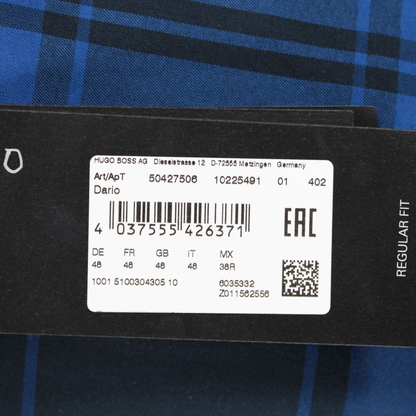 HUGO BOSS AG Dieselstrasse 12 D-72555 Metzingen Germany
Art/ApT 50427506 10225491 01 402
Dario
4 037555 426371
EAC
DE FR GB IT MX
48 48 48 48 38R
1001 5100304305 10 6035332
Z011562556
REGULAR FIT